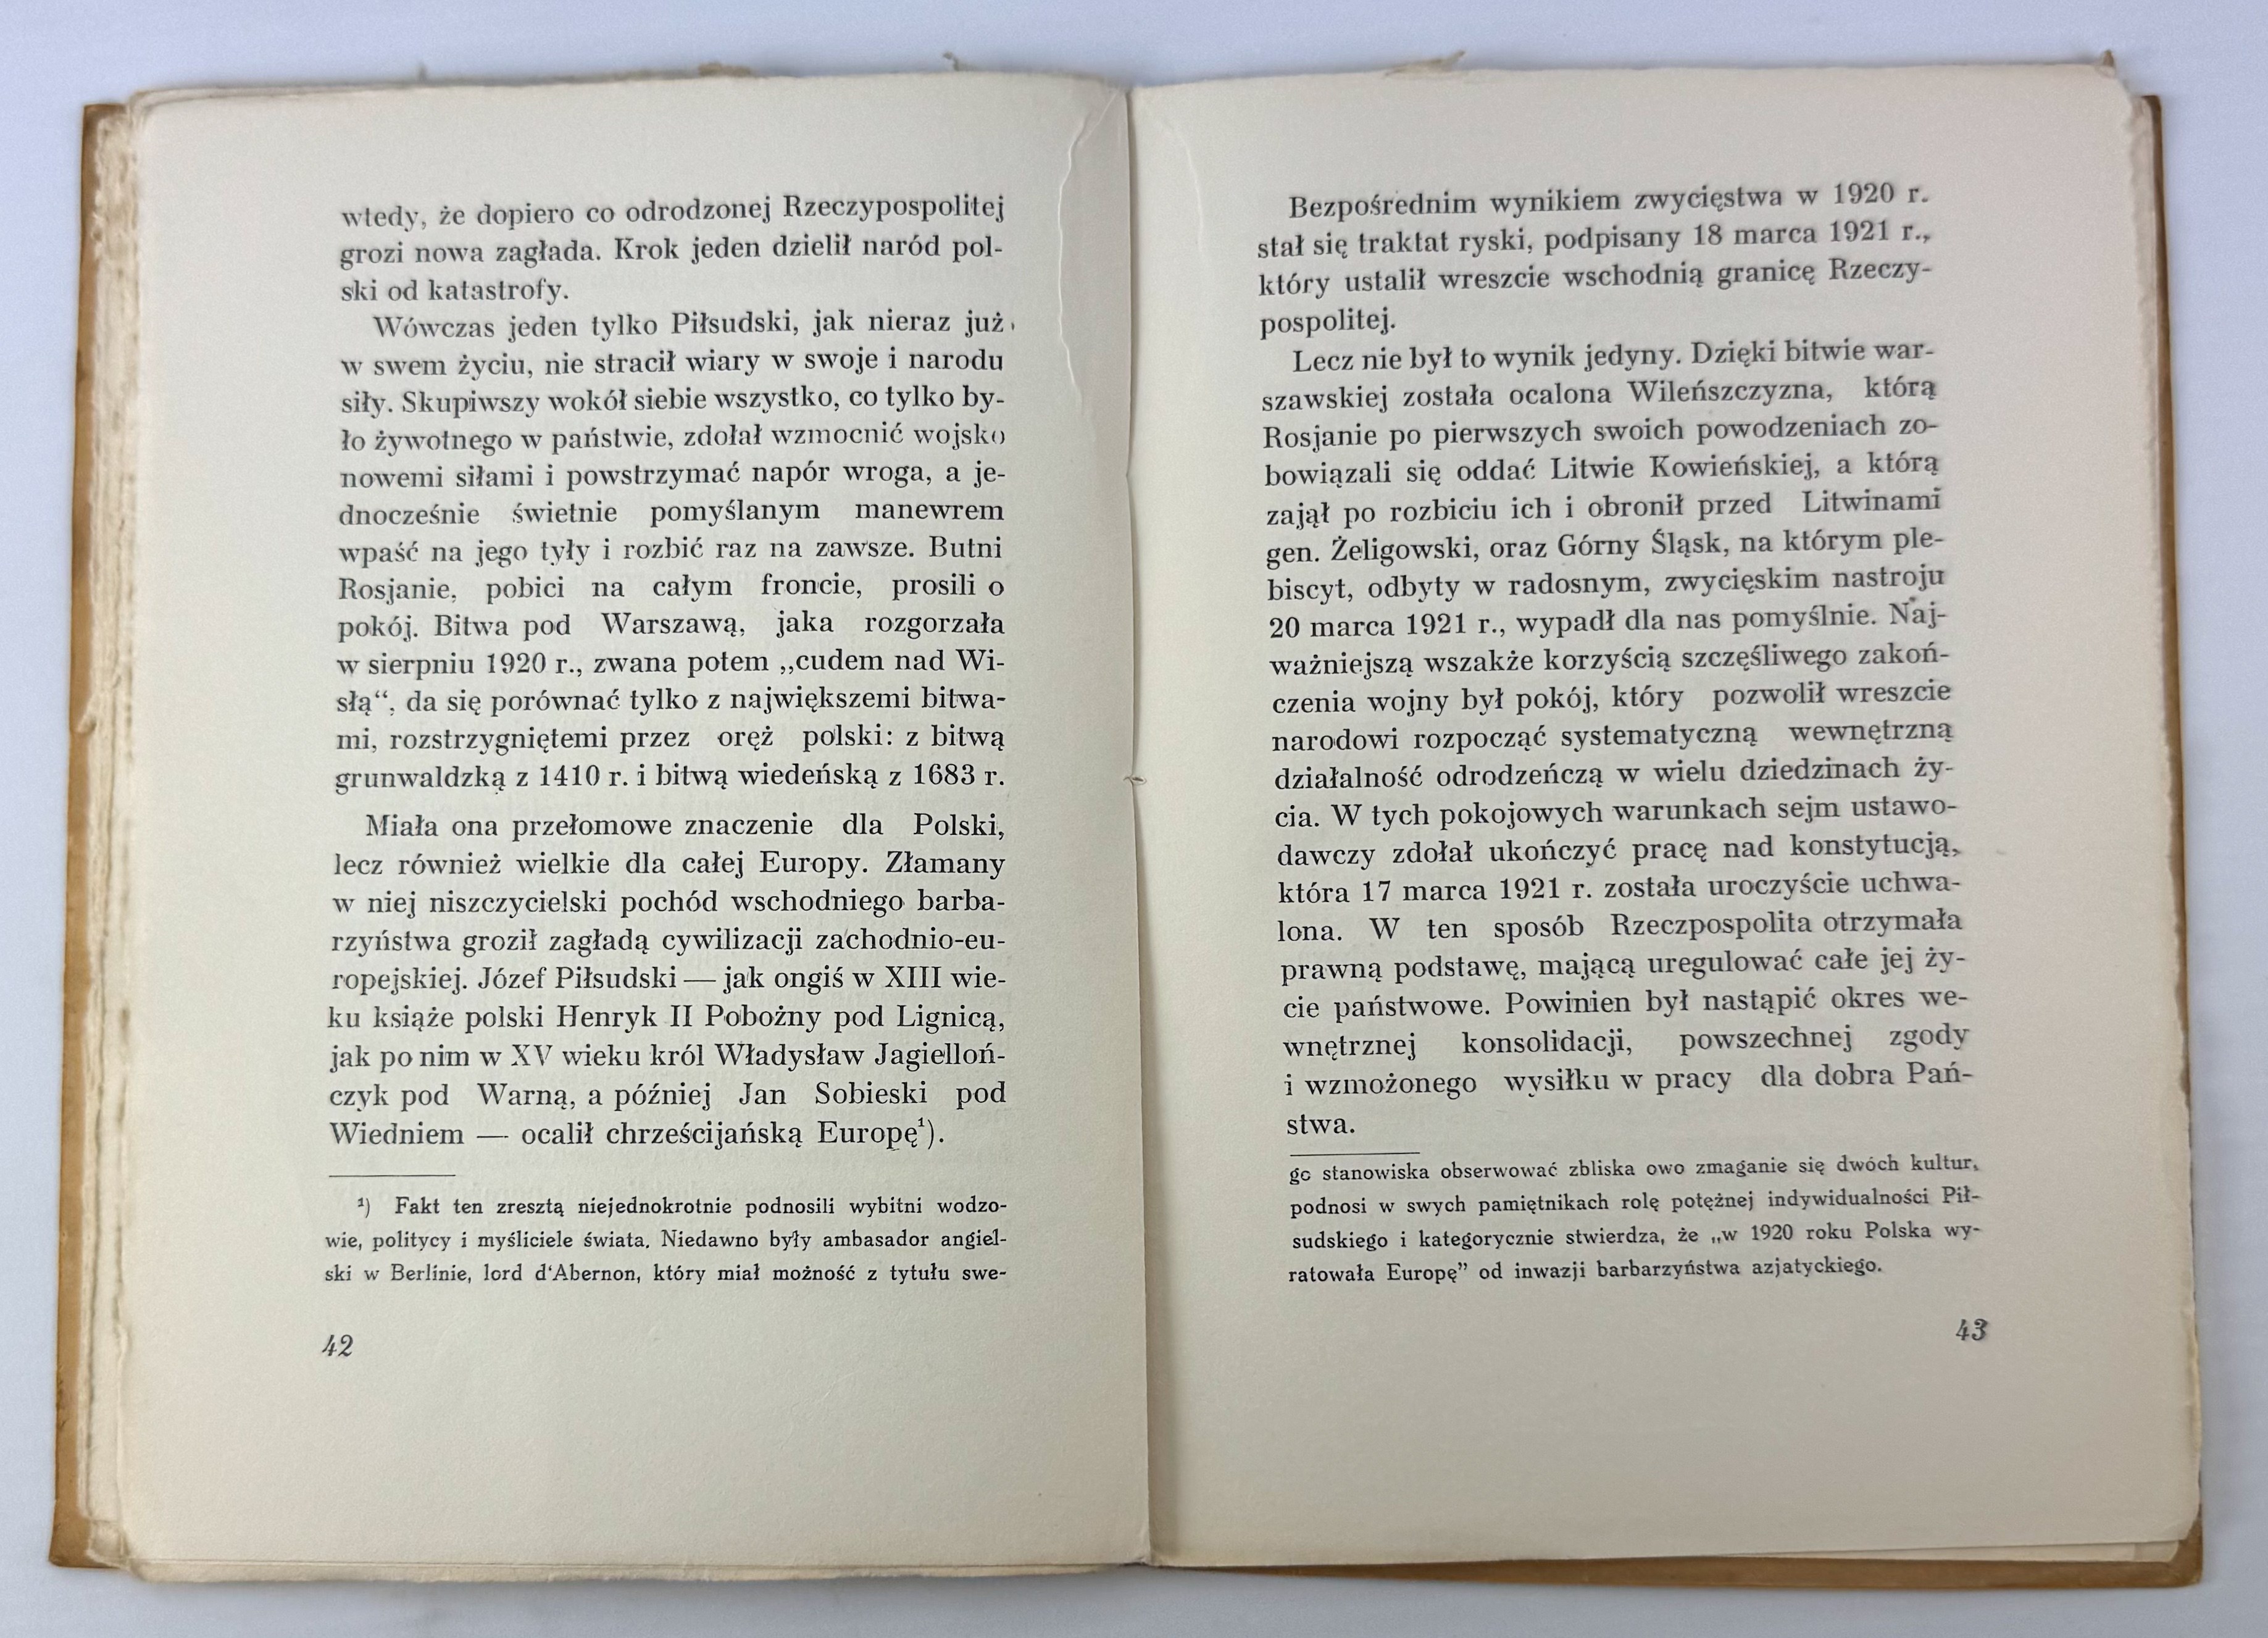 wtedy, że dopiero co odrodzonej Rzeczypospolitej
grozi nowa zagłada. Krok jeden dzielił naród pol-
ski od katastrofy.
Wówczas jeden tylko Piłsudski, jak nieraz już
w swem życiu, nie stracił wiary w swoje i narodu
siły. Skupiwszy wokół siebie wszystko, co tylko by-
ło żywotnego w państwie, zdołał wzmocnić wojsko
nowemi siłami i powstrzymać napór wroga, a je-
dnocześnie świetnie pomyślanym manewrem
wpaść na jego tyły i rozbić raz na zawsze. Butni
Rosjanie, pobici na całym froncie, prosili o
pokój. Bitwa pod Warszawą, jaka rozgorzała
w sierpniu 1920 r., zwana potem „cudem nad Wi-
słą“, da się porównać tylko z największemi bitwa-
mi, rozstrzygniętemi przez oręż polski: z bitwą
grunwaldzką z 1410 r. i bitwą wiedeńską z 1683 r.
Miała ona przełomowe znaczenie dla Polski,
lecz również wielkie dla całej Europy. Złamany
w niej niszczycielski pochód wschodniego barba-
rzyństwa groził zagładą cywilizacji zachodnio-eu-
ropejskiej. Józef Piłsudski — jak ongiś w XIII wie-
ku książe polski Henryk II Pobożny pod Lignicą,
jak po nim w XV wieku król Władysław Jagielloń-
czyk pod Warną, a później Jan Sobieski pod
Wiedniem — ocalił chrześcijańską Europę¹).
¹) Fakt ten zresztą niejednokrotnie podnosili wybitni wodzo-
wie, politycy i myśliciele świata. Niedawno były ambasador angiel-
ski w Berlinie, lord d‘Abernon, który miał możność z tytułu swe-
42
Bezpośrednim wynikiem zwycięstwa w 1920 r.
stał się traktat ryski, podpisany 18 marca 1921 r.,
który ustalił wreszcie wschodnią granicę Rzeczy-
pospolitej.
Lecz nie był to wynik jedyny. Dzięki bitwie war-
szawskiej została ocalona Wileńszczyzna, którą
Rosjanie po pierwszych swoich powodzeniach zo-
bowiązali się oddać Litwie Kowieńskiej, a którą
zajął po rozbiciu ich i obronił przed Litwinami
gen. Żeligowski, oraz Górny Śląsk, na którym ple-
biscyt, odbyty w radosnym, zwycięskim nastroju
20 marca 1921 r., wypadł dla nas pomyślnie. Naj-
ważniejszą wszakże korzyścią szczęśliwego zakoń-
czenia wojny był pokój, który pozwolił wreszcie
narodowi rozpocząć systematyczną wewnętrzną
działalność odrodzeńczą w wielu dziedzinach ży-
cia. W tych pokojowych warunkach sejm ustawo-
dawczy zdołał ukończyć pracę nad konstytucją,
która 17 marca 1921 r. została uroczyście uchwa-
lona. W ten sposób Rzeczpospolita otrzymała
prawną podstawę, mającą uregulować całe jej ży-
cie państwowe. Powinien był nastąpić okres we-
wnętrznej konsolidacji, powszechnej zgody
i wzmożonego wysiłku w pracy dla dobra Pań-
stwa.
go stanowiska obserwować zbliska owo zmaganie się dwóch kultur,
podnosi w swych pamiętnikach rolę potężnej indywidualności Pił-
sudskiego i kategorycznie stwierdza, że „w 1920 roku Polska wy-
ratowała Europę” od inwazji barbarzyństwa azjatyckiego.
43